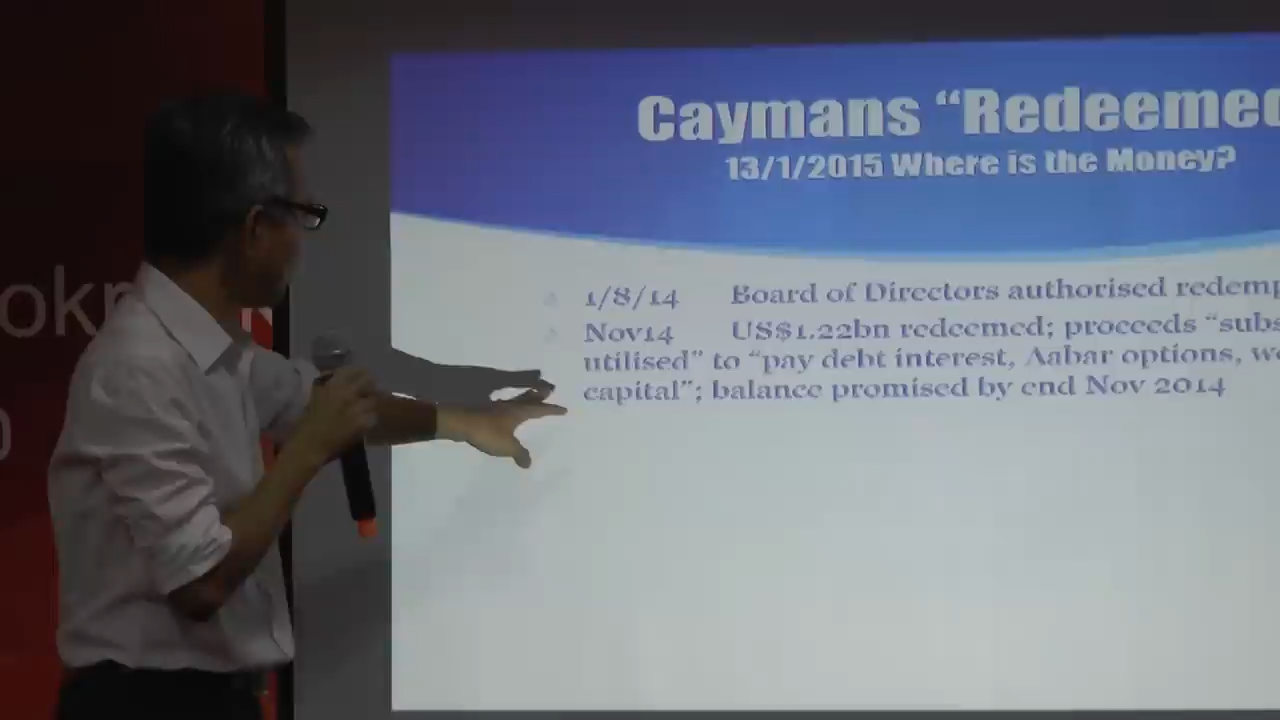 Caymans “Redeemed
13/1/2015 Where is the Money?
1/8/14 Board of Directors authorised redemp
Nov14 US$1.22bn redeemed; proceeds “subs
utilised” to “pay debt interest, Aabar options, wo
capital”; balance promised by end Nov 2014